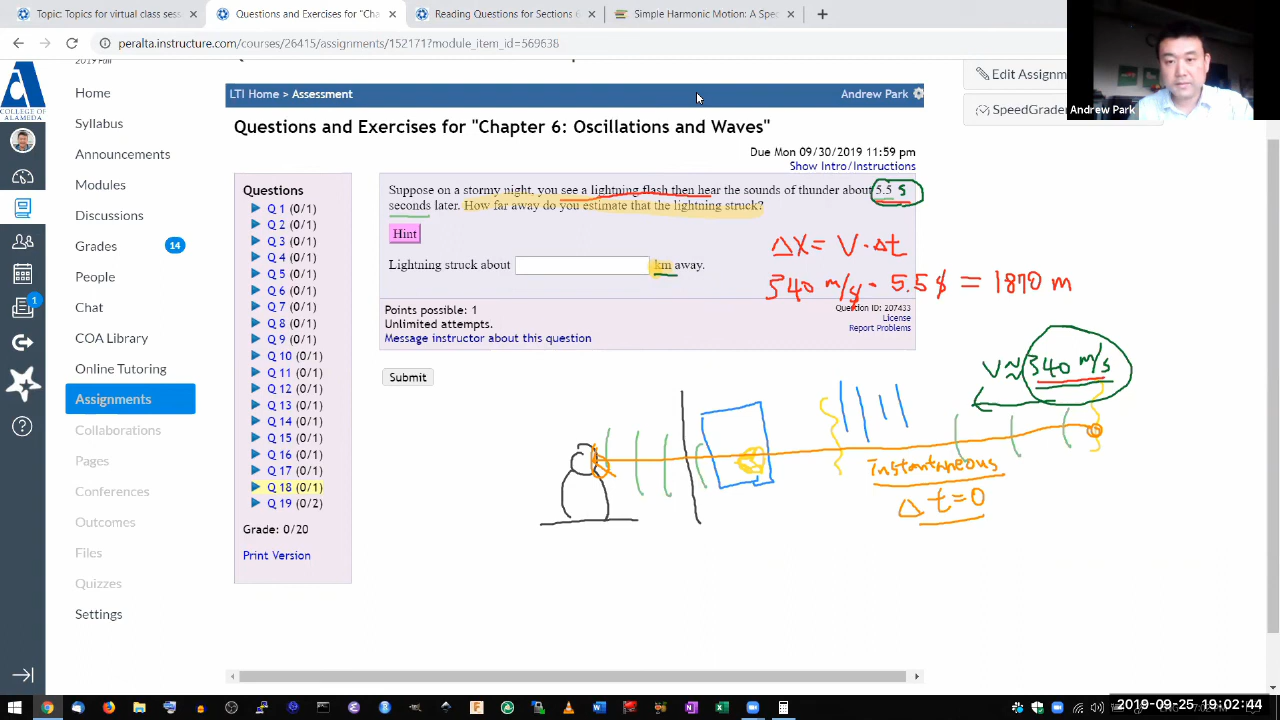 Topic: Topic for virtual class sess
Questions and Exercises for "Cha
Reading Questions for Sections 6
Simple Harmonic Motion: A Spec
peralta.instructure.com/courses/26415/assignments/152171?module_item_id=569638
2019 Fall
COLLEGE OF
ALAMEDA
Home
Syllabus
Announcements
Modules
Discussions
Grades
14
People
Chat
1
COA Library
Online Tutoring
Assignments
Collaborations
Pages
Conferences
Outcomes
Files
Quizzes
Settings
LTI Home > Assessment
Andrew Park
Edit Assignm
SpeedGrader
Andrew Park
Questions and Exercises for "Chapter 6: Oscillations and Waves"
Due Mon 09/30/2019 11:59 pm
Show Intro/Instructions
Questions
Q 1 (0/1)
Q 2 (0/1)
Q 3 (0/1)
Q 4 (0/1)
Q 5 (0/1)
Q 6 (0/1)
Q 7 (0/1)
Q 8 (0/1)
Q 9 (0/1)
Q 10 (0/1)
Q 11 (0/1)
Q 12 (0/1)
Q 13 (0/1)
Q 14 (0/1)
Q 15 (0/1)
Q 16 (0/1)
Q 17 (0/1)
Q 18 (0/1)
Q 19 (0/2)
Grade: 0/20
Print Version
Suppose on a stormy night, you see a lightning flash then hear the sounds of thunder about 5.5 s
seconds later. How far away do you estimate that the lightning struck?
Hint
Lightning struck about km away.
Δx = v · Δt
340 m/s · 5.5 s = 1870 m
Points possible: 1
Unlimited attempts.
Message instructor about this question
Question ID: 207433
License
Report Problems
Submit
v ≈ 340 m/s
instantaneous
Δt = 0
2019-09-25 19:02:44